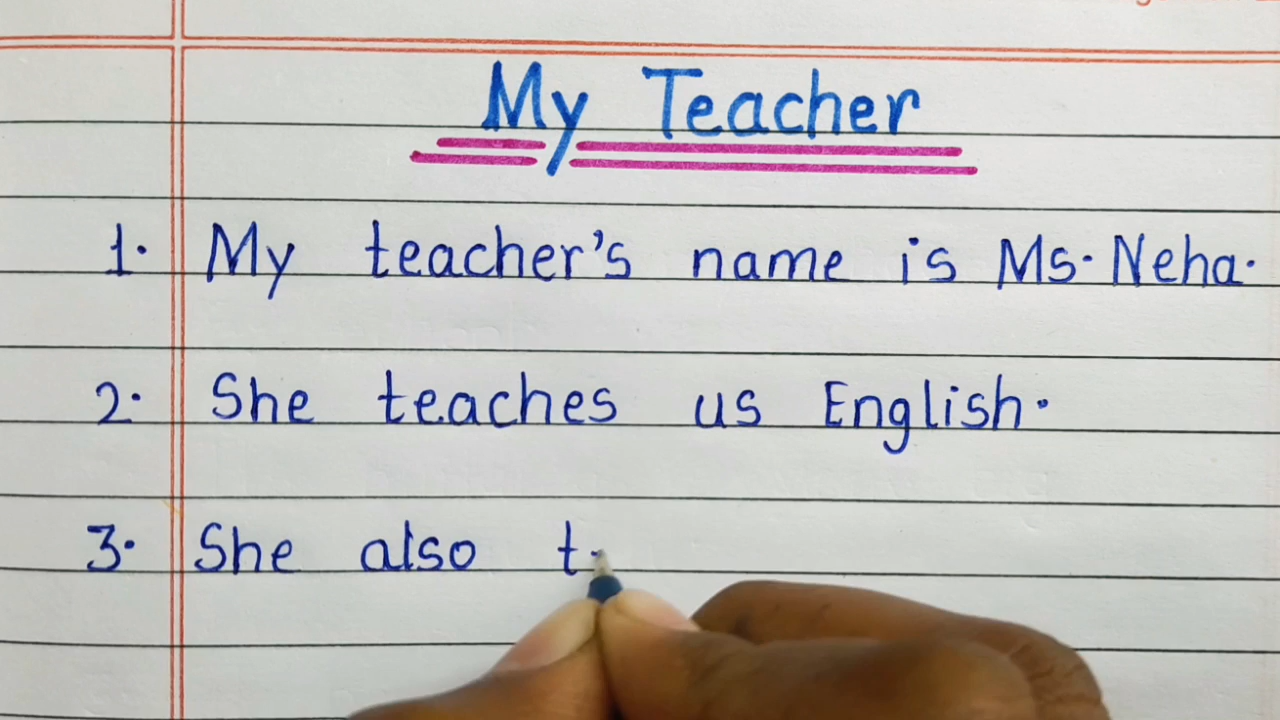 My Teacher
1. My teacher's name is Ms. Neha.
2. She teaches us English.
3. She also t